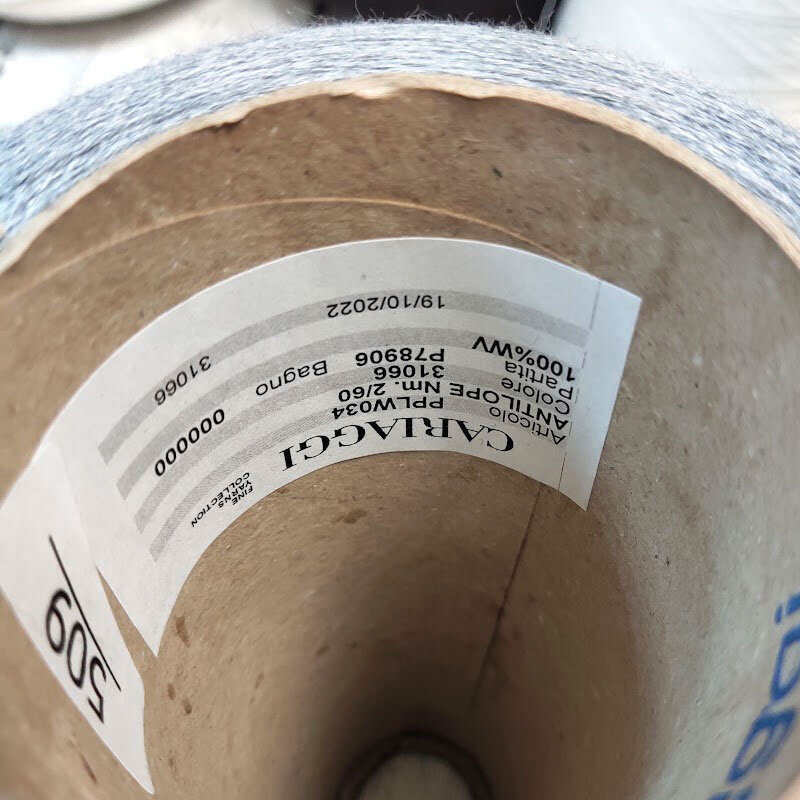 CARIAGGI
FINE
YARNS
COLLECTION
Articolo PPLW034
ANTILOPE Nm. 2/60
Colore 31066 Bagno 000000
Partita P78906
100%WV
19/10/2022 31066
509